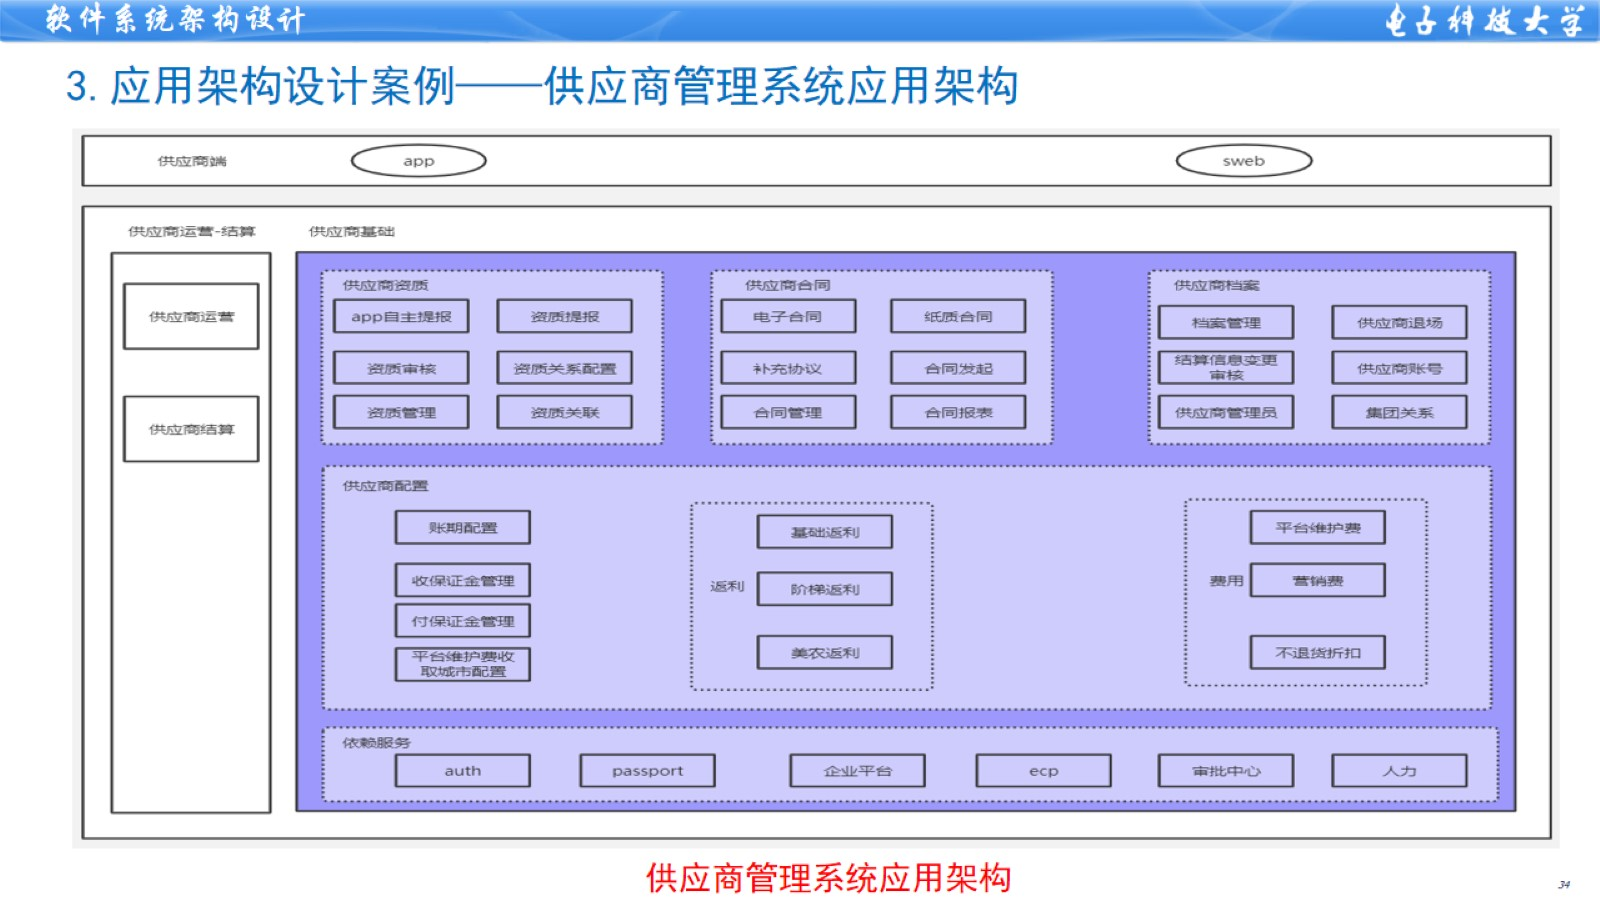 软件系统架构设计
电子科技大学
3. 应用架构设计案例——供应商管理系统应用架构
供应商端
app
sweb
供应商运营-结算
供应商基础
供应商运营
供应商结算
供应商资质
app自主提报
资质提报
资质审核
资质关系配置
资质管理
资质关联
供应商合同
电子合同
纸质合同
补充协议
合同发起
合同管理
合同报表
供应商档案
档案管理
供应商退场
结算信息变更
审核
供应商账号
供应商管理员
集团关系
供应商配置
账期配置
收保证金管理
付保证金管理
平台维护费收
取城市配置
返利
基础返利
阶梯返利
美农返利
费用
平台维护费
营销费
不退货折扣
依赖服务
auth
passport
企业平台
ecp
审批中心
人力
供应商管理系统应用架构
34